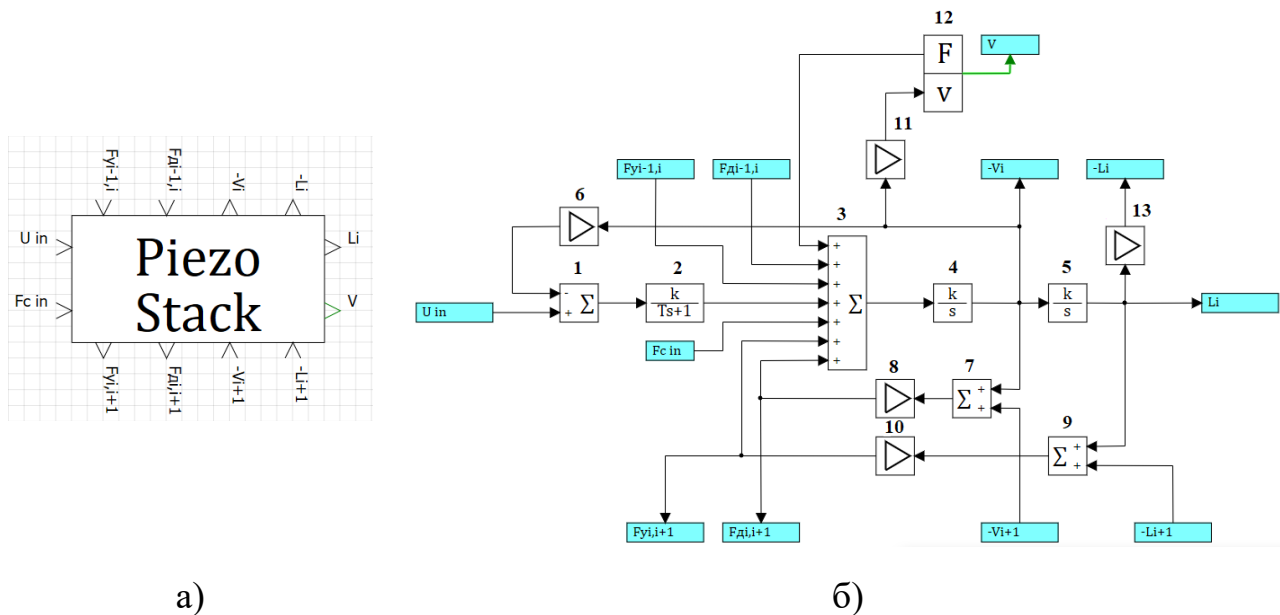 Fyi-1,i
Fдi-1,i
-Vi
-Li
U in
Fc in
Piezo
Stack
Li
V
Fyi,i+1
Fдi,i+1
-Vi+1
-Li+1
а)
12
F
V
V
11
Fyi-1,i
Fдi-1,i
-Vi
-Li
6
3
13
1
2
4
5
-
+
Σ
k
Ts+1
+
+
+
+
+
+
+
Σ
k
s
k
s
U in
Li
Fc in
8
7
Σ
+
+
10
9
Σ
+
+
Fyi,i+1
Fдi,i+1
-Vi+1
-Li+1
б)